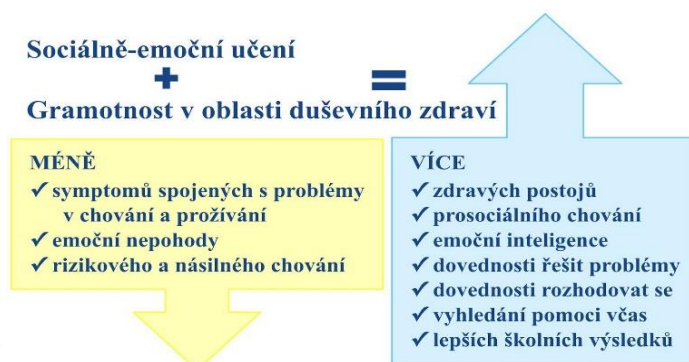 Sociálně-emoční učení
+ =
Gramotnost v oblasti duševního zdraví
MÉNĚ
✓ symptomů spojených s problémy
v chování a prožívání
✓ emoční nepohody
✓ rizikového a násilného chování
VÍCE
✓ zdravých postojů
✓ prosociálního chování
✓ emoční inteligence
✓ dovednosti řešit problémy
✓ dovednosti rozhodovat se
✓ vyhledání pomoci včas
✓ lepších školních výsledků